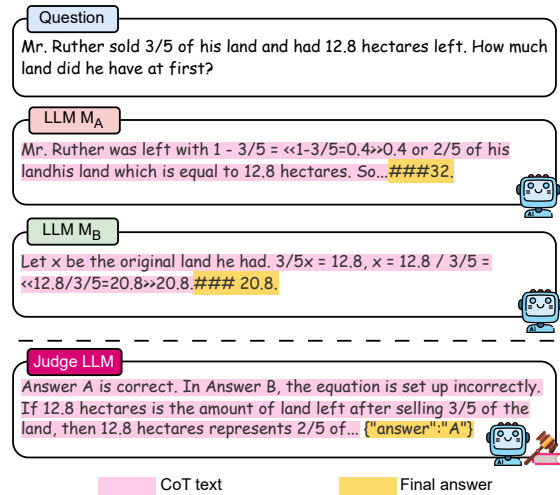 Question
Mr. Ruther sold 3/5 of his land and had 12.8 hectares left. How much
land did he have at first?
LLM M_A
Mr. Ruther was left with 1 - 3/5 = <<1-3/5=0.4>>0.4 or 2/5 of his
landhis land which is equal to 12.8 hectares. So...###32.
AI
LLM M_B
Let x be the original land he had. 3/5x = 12.8, x = 12.8 / 3/5 =
<<12.8/3/5=20.8>>20.8.### 20.8.
AI
Judge LLM
Answer A is correct. In Answer B, the equation is set up incorrectly.
If 12.8 hectares is the amount of land left after selling 3/5 of the
land, then 12.8 hectares represents 2/5 of... {"answer":"A"}
AI
CoT text
Final answer